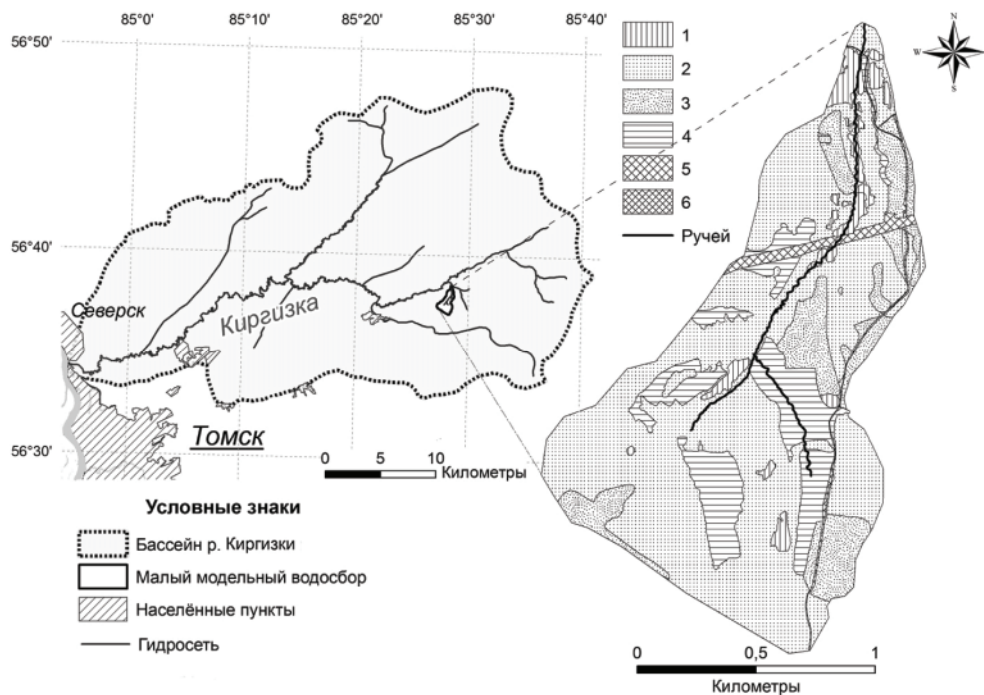 85°0' 85°10' 85°20' 85°30' 85°40'
56°50'
56°40'
56°30'
Северск
Киргизка
Томск
0 5 10
Километры
Условные знаки
Бассейн р. Киргизки
Малый модельный водосбор
Населённые пункты
Гидросеть
1
2
3
4
5
6
Ручей
N
W
S
0 0,5 1
Километры